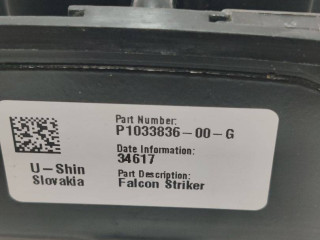 Part Number:
P1033836-00-G
Date Information:
34617
U-Shin
Slovakia
Part Description:
Falcon Striker